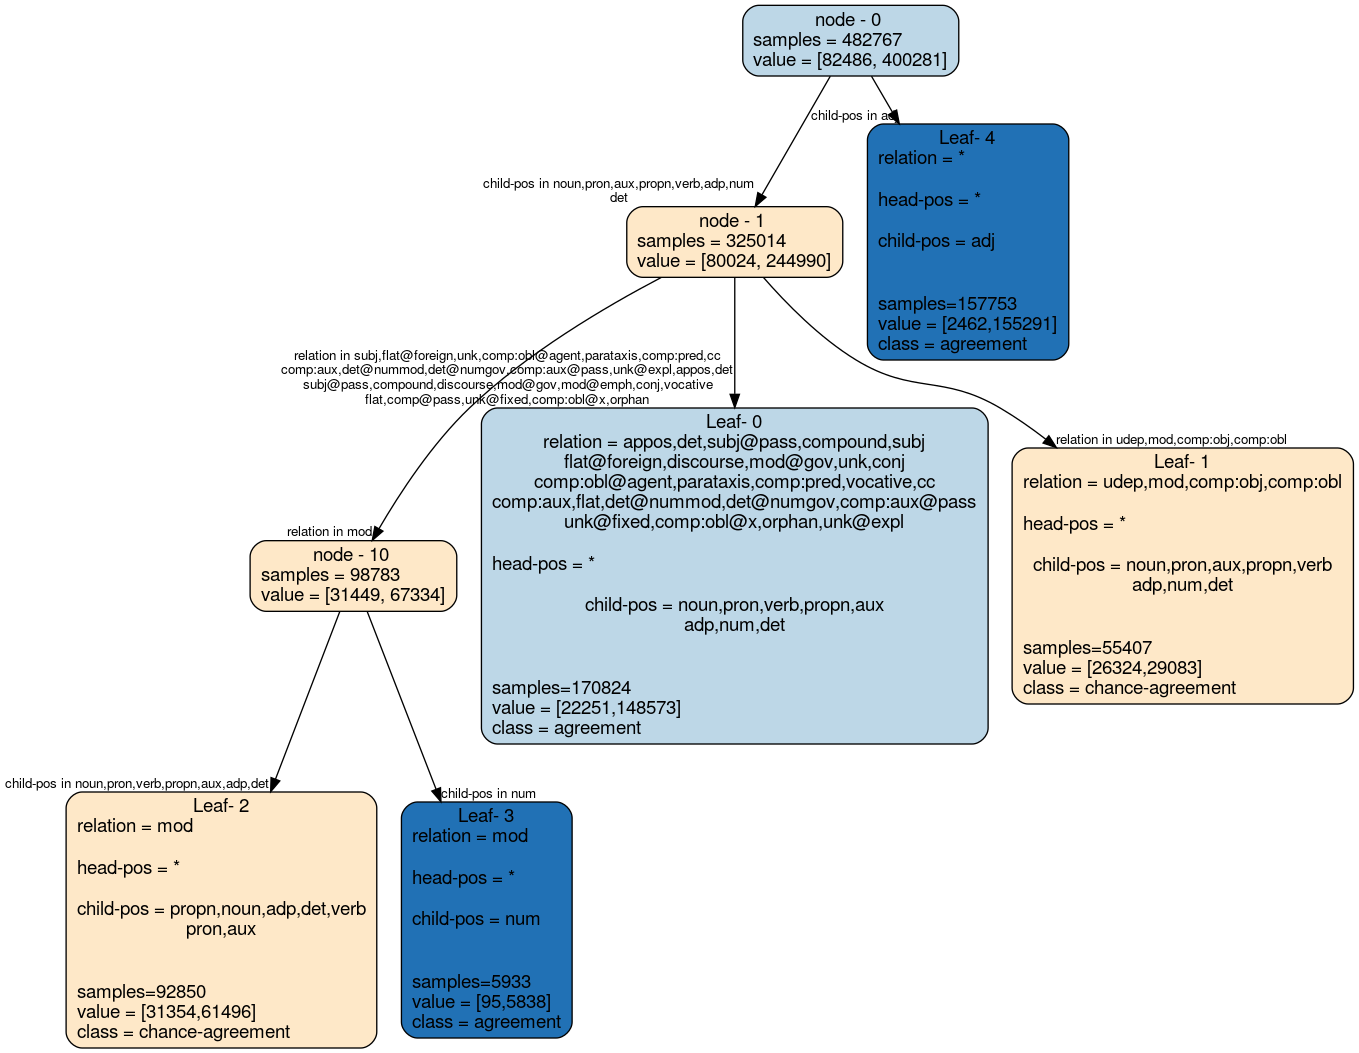 node - 0
samples = 482767
value = [82486, 400281]
child-pos in ad
Leaf- 4
relation = *
head-pos = *
child-pos = adj
samples=157753
value = [2462,155291]
class = agreement
child-pos in noun,pron,aux,propn,verb,adp,num
det
node - 1
samples = 325014
value = [80024, 244990]
relation in subj,flat@foreign,unk,comp:obl@agent,parataxis,comp:pred,cc
comp:aux,det@nummod,det@numgov,comp:aux@pass,unk@expl,appos,det
subj@pass,compound,discourse,mod@gov,mod@emph,conj,vocative
flat,comp@pass,unk@fixed,comp:obl@x,orphan
Leaf- 0
relation = appos,det,subj@pass,compound,subj
flat@foreign,discourse,mod@gov,unk,conj
comp:obl@agent,parataxis,comp:pred,vocative,cc
comp:aux,flat,det@nummod,det@numgov,comp:aux@pass
unk@fixed,comp:obl@x,orphan,unk@expl
head-pos = *
child-pos = noun,pron,verb,propn,aux
adp,num,det
samples=170824
value = [22251,148573]
class = agreement
relation in udep,mod,comp:obj,comp:obl
Leaf- 1
relation = udep,mod,comp:obj,comp:obl
head-pos = *
child-pos = noun,pron,aux,propn,verb
adp,num,det
samples=55407
value = [26324,29083]
class = chance-agreement
relation in mod
node - 10
samples = 98783
value = [31449, 67334]
child-pos in noun,pron,verb,propn,aux,adp,det
Leaf- 2
relation = mod
head-pos = *
child-pos = propn,noun,adp,det,verb
pron,aux
samples=92850
value = [31354,61496]
class = chance-agreement
child-pos in num
Leaf- 3
relation = mod
head-pos = *
child-pos = num
samples=5933
value = [95,5838]
class = agreement